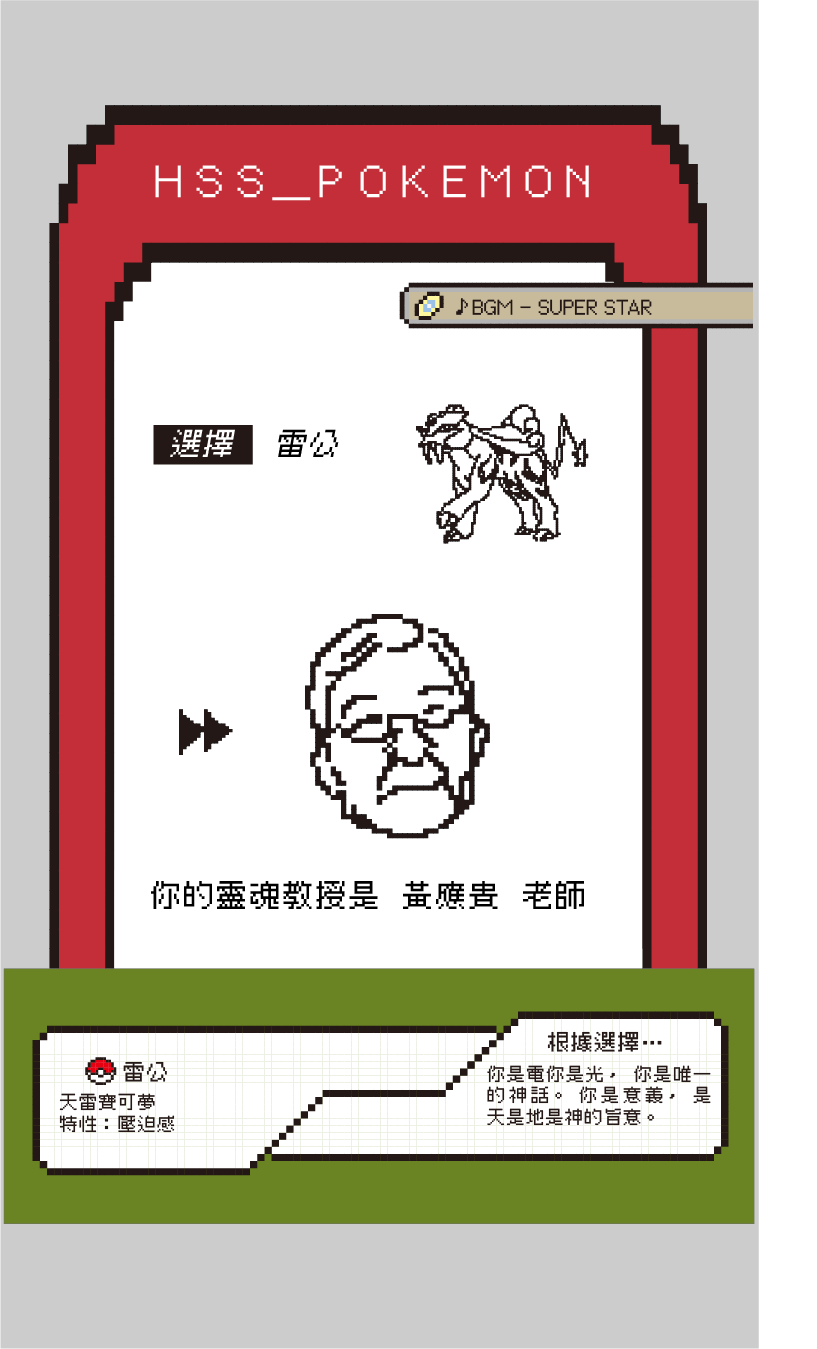 HSS_POKEMON
♪BGM - SUPER STAR
選擇 雷公
你的靈魂教授是 黃應貴 老師
雷公
天雷寶可夢
特性：壓迫感
根據選擇⋯
你是電你是光， 你是唯一
的神話。 你是意義， 是
天是地是神的旨意。